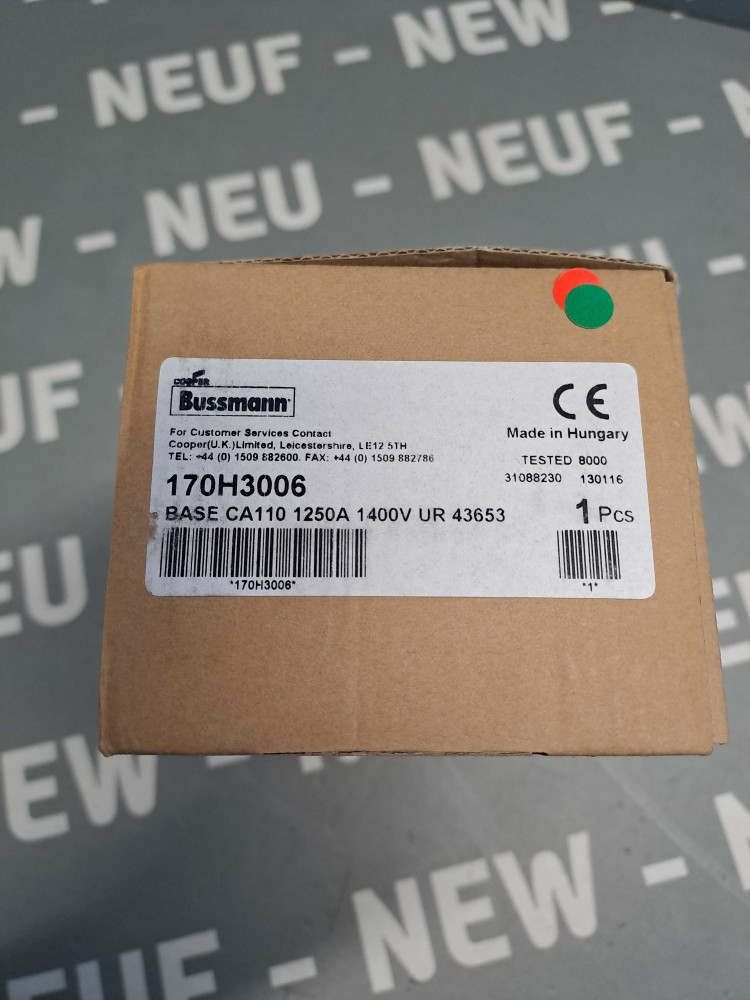 - NEUF - NEW -
- NEU - NEUF -
NEW - NEU -
COOPER
Bussmann
For Customer Services Contact
Cooper(U.K.)Limited, Leicestershire, LE12 5TH
TEL: +44 (0) 1509 882600. FAX: +44 (0) 1509 882786
CE
Made in Hungary
TESTED 8000
31088230 130116
170H3006
BASE CA110 1250A 1400V UR 43653
1 Pcs
*170H3006*
*1*
NEW -
NEUF - NEW -